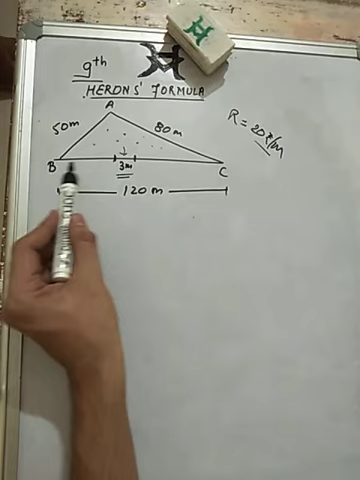 9th
HERONS' FORMULA
A
50m
80m
R = 20₹/m
B
3m
C
120 m